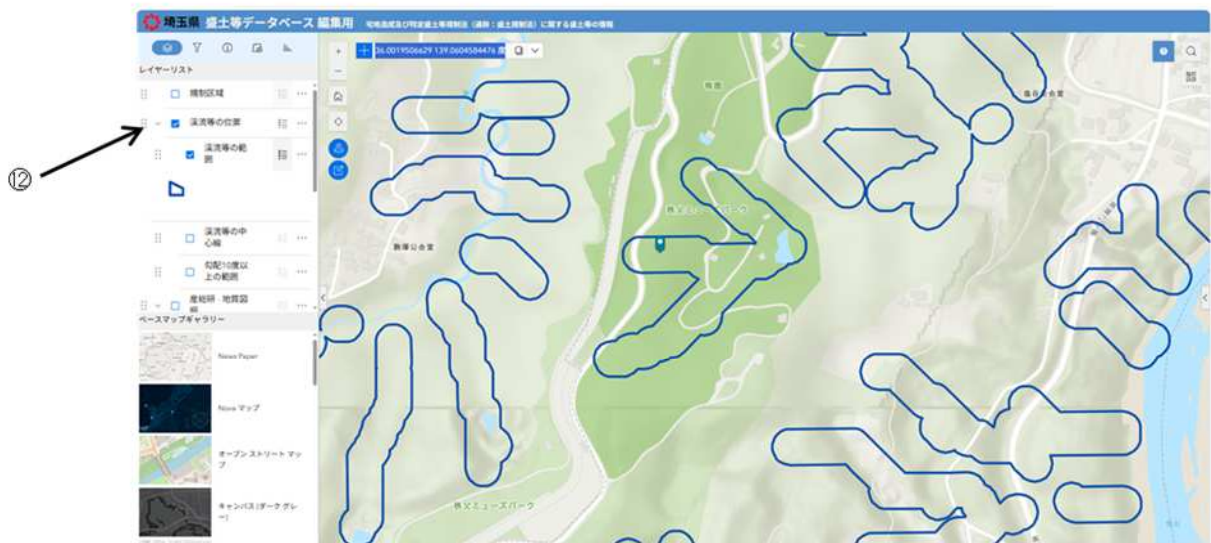 埼玉県 盛土等データベース 編集用 宅地造成及び特定盛土等規制法（通称：盛土規制法）に関する盛土等の情報
36.0019506629 139.0604584476 度
レイヤーリスト
規制区域
⑫
渓流等の位置
渓流等の範
囲
渓流等の中
心線
勾配10度以
上の範囲
産総研 - 地質図
ベースマップギャラリー
News Paper
Nova マップ
オープン ストリート マッ
プ
キャンバス (ダーク グレ
ー)
秩父ミューズパーク
秩父ミューズパーク